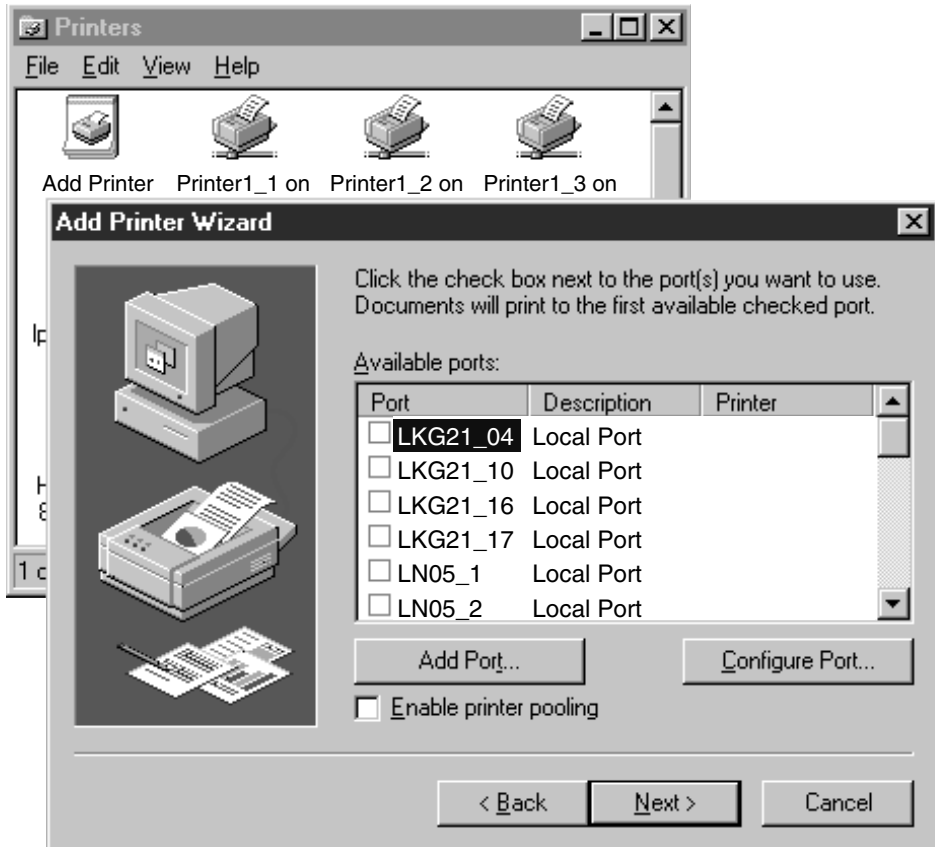 Printers
File Edit View Help
Add Printer Printer1_1 on Printer1_2 on Printer1_3 on
Add Printer Wizard
Click the check box next to the port(s) you want to use.
Documents will print to the first available checked port.
Available ports:
Port Description Printer
LKG21_04 Local Port
LKG21_10 Local Port
LKG21_16 Local Port
LKG21_17 Local Port
LN05_1 Local Port
LN05_2 Local Port
Add Port... Configure Port...
Enable printer pooling
< Back Next > Cancel